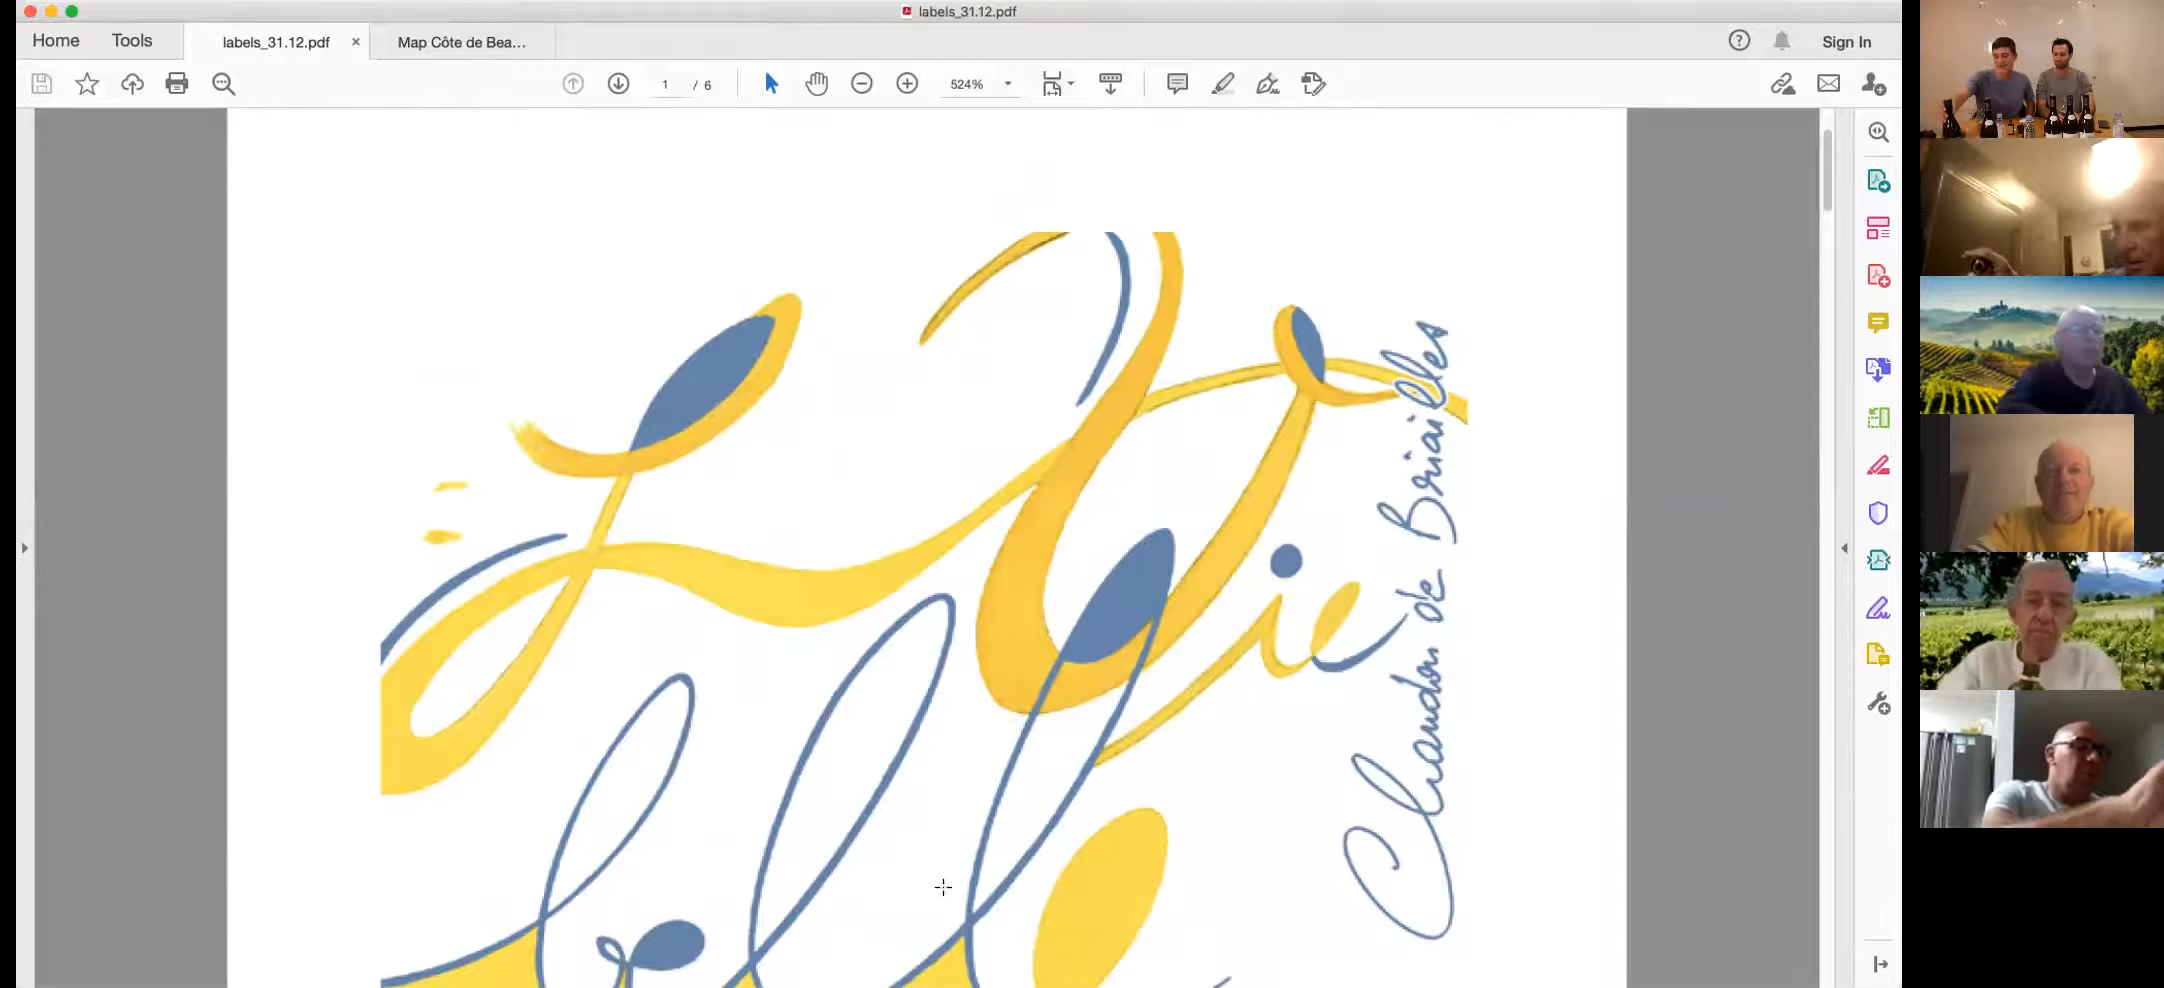 labels_31.12.pdf
Home
Tools
labels_31.12.pdf
Map Côte de Bea...
Sign In
1 / 6
524%
Chandon de Briailles